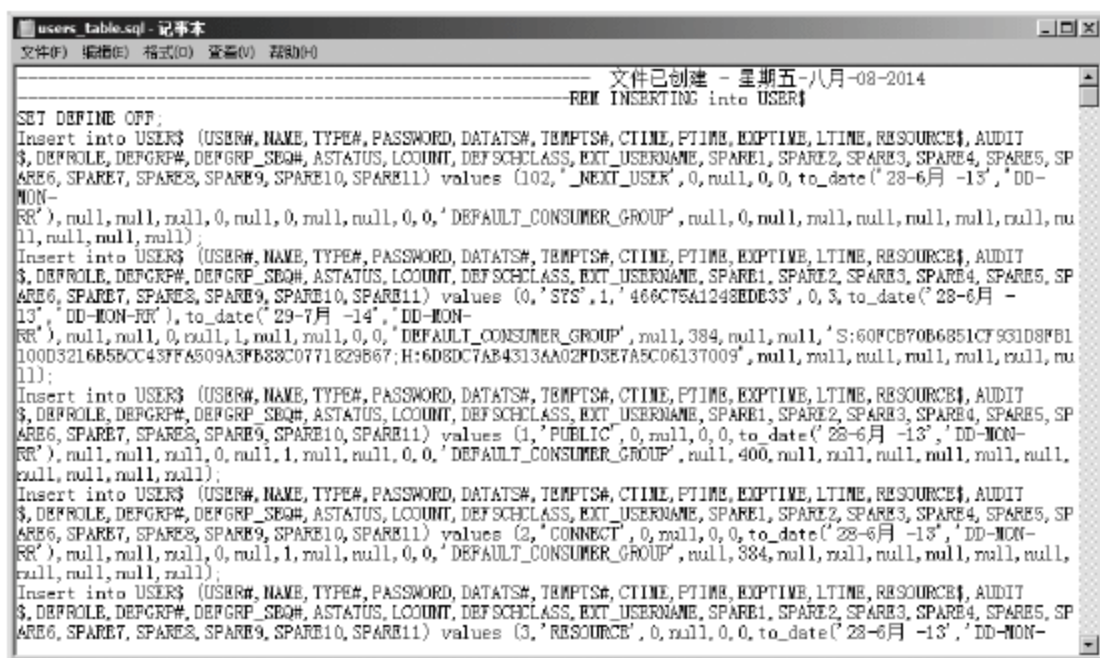 users_table.sql - 记事本
文件(F) 编辑(E) 格式(O) 查看(V) 帮助(H)
---------------------------------------------------------- 文件已创建 - 星期五-八月-08-2014
--------------------------------------------------------REM INSERTING into USER$
SET DEFINE OFF;
Insert into USER$ (USER#,NAME,TYPE#,PASSWORD,DATATS#,TEMPTS#,CTIME,PTIME,EXPTIME,LTIME,RESOURCE$,AUDIT
$,DEFROLE,DEFGRP#,DEFGRP_SEQ#,ASTATUS,LCOUNT,DEFSCHCLASS,EXT_USERNAME,SPARE1,SPARE2,SPARE3,SPARE4,SPARE5,SP
ARE6,SPARE7,SPARE8,SPARE9,SPARE10,SPARE11) values (102,'_NEXT_USER',0,null,0,0,to_date('28-6月 -13','DD-
MON-
RR'),null,null,null,0,null,0,null,null,0,0,'DEFAULT_CONSUMER_GROUP',null,0,null,null,null,null,null,null,nu
ll,null,null,null);
Insert into USER$ (USER#,NAME,TYPE#,PASSWORD,DATATS#,TEMPTS#,CTIME,PTIME,EXPTIME,LTIME,RESOURCE$,AUDIT
$,DEFROLE,DEFGRP#,DEFGRP_SEQ#,ASTATUS,LCOUNT,DEFSCHCLASS,EXT_USERNAME,SPARE1,SPARE2,SPARE3,SPARE4,SPARE5,SP
ARE6,SPARE7,SPARE8,SPARE9,SPARE10,SPARE11) values (0,'SYS',1,'466C75A1248EDE33',0,3,to_date('28-6月 -
13','DD-MON-RR'),to_date('29-7月 -14','DD-MON-
RR'),null,null,0,null,1,null,null,0,0,'DEFAULT_CONSUMER_GROUP',null,384,null,null,'S:60FCB70B6851CF931D8FB1
100D3216B5BCC43FFA509A3FB88C0771829B67;H:6D8DC7AB4313AA02FD3E7A5C06137009',null,null,null,null,null,null,nu
ll);
Insert into USER$ (USER#,NAME,TYPE#,PASSWORD,DATATS#,TEMPTS#,CTIME,PTIME,EXPTIME,LTIME,RESOURCE$,AUDIT
$,DEFROLE,DEFGRP#,DEFGRP_SEQ#,ASTATUS,LCOUNT,DEFSCHCLASS,EXT_USERNAME,SPARE1,SPARE2,SPARE3,SPARE4,SPARE5,SP
ARE6,SPARE7,SPARE8,SPARE9,SPARE10,SPARE11) values (1,'PUBLIC',0,null,0,0,to_date('28-6月 -13','DD-MON-
RR'),null,null,null,0,null,1,null,null,0,0,'DEFAULT_CONSUMER_GROUP',null,400,null,null,null,null,null,null,
null,null,null,null);
Insert into USER$ (USER#,NAME,TYPE#,PASSWORD,DATATS#,TEMPTS#,CTIME,PTIME,EXPTIME,LTIME,RESOURCE$,AUDIT
$,DEFROLE,DEFGRP#,DEFGRP_SEQ#,ASTATUS,LCOUNT,DEFSCHCLASS,EXT_USERNAME,SPARE1,SPARE2,SPARE3,SPARE4,SPARE5,SP
ARE6,SPARE7,SPARE8,SPARE9,SPARE10,SPARE11) values (2,'CONNECT',0,null,0,0,to_date('28-6月 -13','DD-MON-
RR'),null,null,null,0,null,1,null,null,0,0,'DEFAULT_CONSUMER_GROUP',null,384,null,null,null,null,null,null,
null,null,null,null);
Insert into USER$ (USER#,NAME,TYPE#,PASSWORD,DATATS#,TEMPTS#,CTIME,PTIME,EXPTIME,LTIME,RESOURCE$,AUDIT
$,DEFROLE,DEFGRP#,DEFGRP_SEQ#,ASTATUS,LCOUNT,DEFSCHCLASS,EXT_USERNAME,SPARE1,SPARE2,SPARE3,SPARE4,SPARE5,SP
ARE6,SPARE7,SPARE8,SPARE9,SPARE10,SPARE11) values (3,'RESOURCE',0,null,0,0,to_date('28-6月 -13','DD-MON-